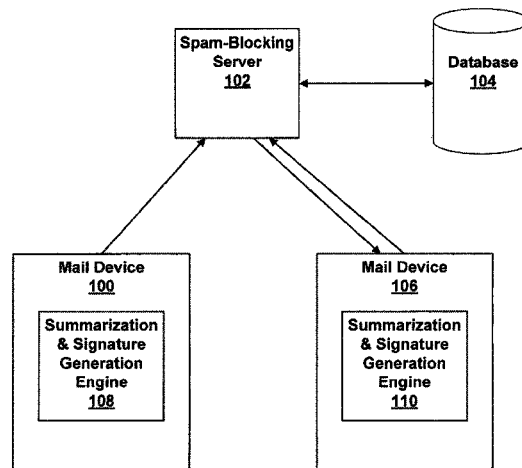 Spam-Blocking
Server
102
Database
104
Mail Device
100
Summarization
& Signature
Generation
Engine
108
Mail Device
106
Summarization
& Signature
Generation
Engine
110